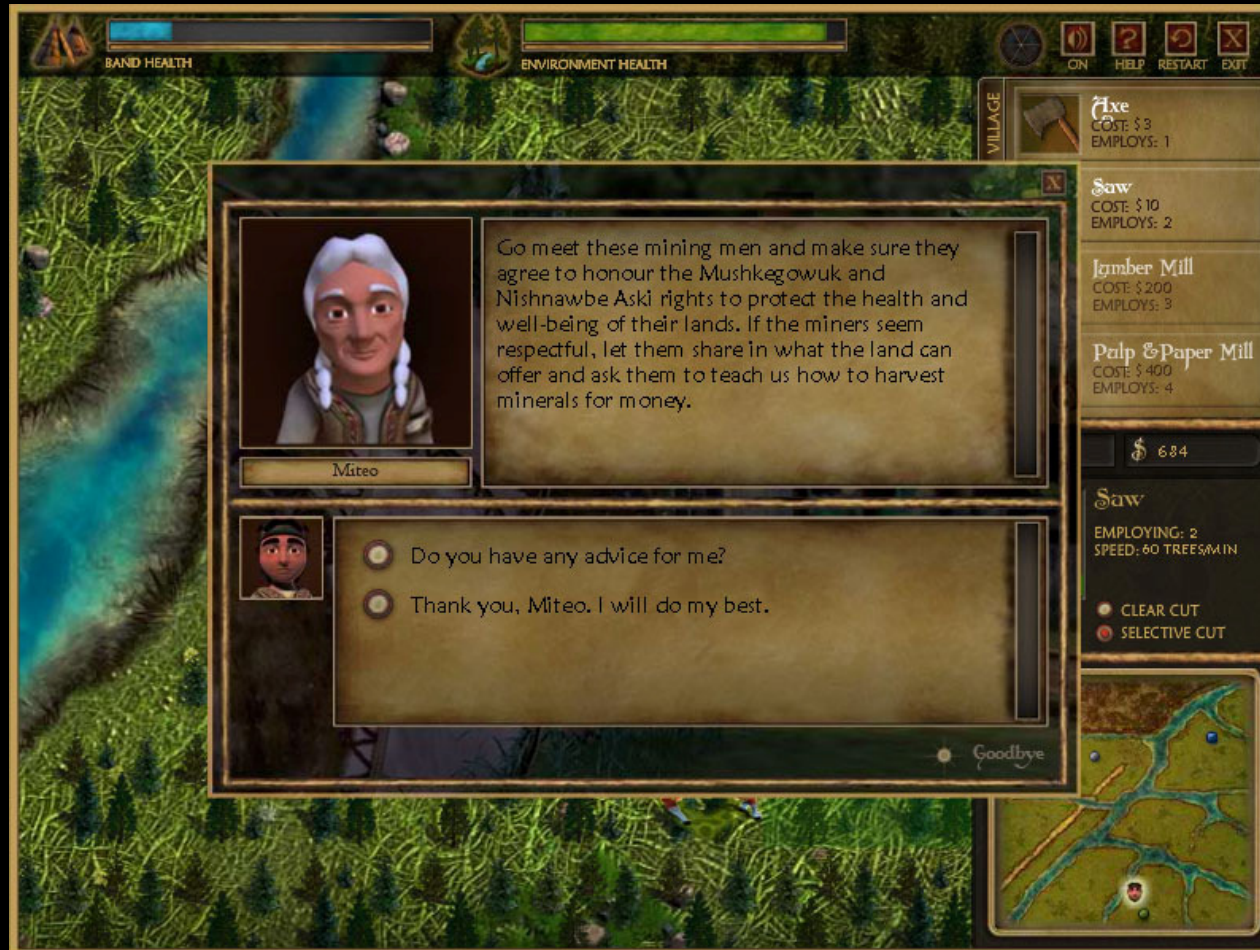 BAND HEALTH
ENVIRONMENT HEALTH
ON
HELP
RESTART
EXIT
X
VILLAGE
Axe
COST: $3
EMPLOYS: 1
Saw
COST: $10
EMPLOYS: 2
Lumber Mill
COST: $200
EMPLOYS: 3
Pulp & Paper Mill
COST: $400
EMPLOYS: 4
$ 684
Saw
EMPLOYING: 2
SPEED: 60 TREES/MIN
CLEAR CUT
SELECTIVE CUT
X
Go meet these mining men and make sure they
agree to honour the Mushkegowuk and
Nishnawbe Aski rights to protect the health and
well-being of their lands. If the miners seem
respectful, let them share in what the land can
offer and ask them to teach us how to harvest
minerals for money.
Miteo
Do you have any advice for me?
Thank you, Miteo. I will do my best.
Goodbye